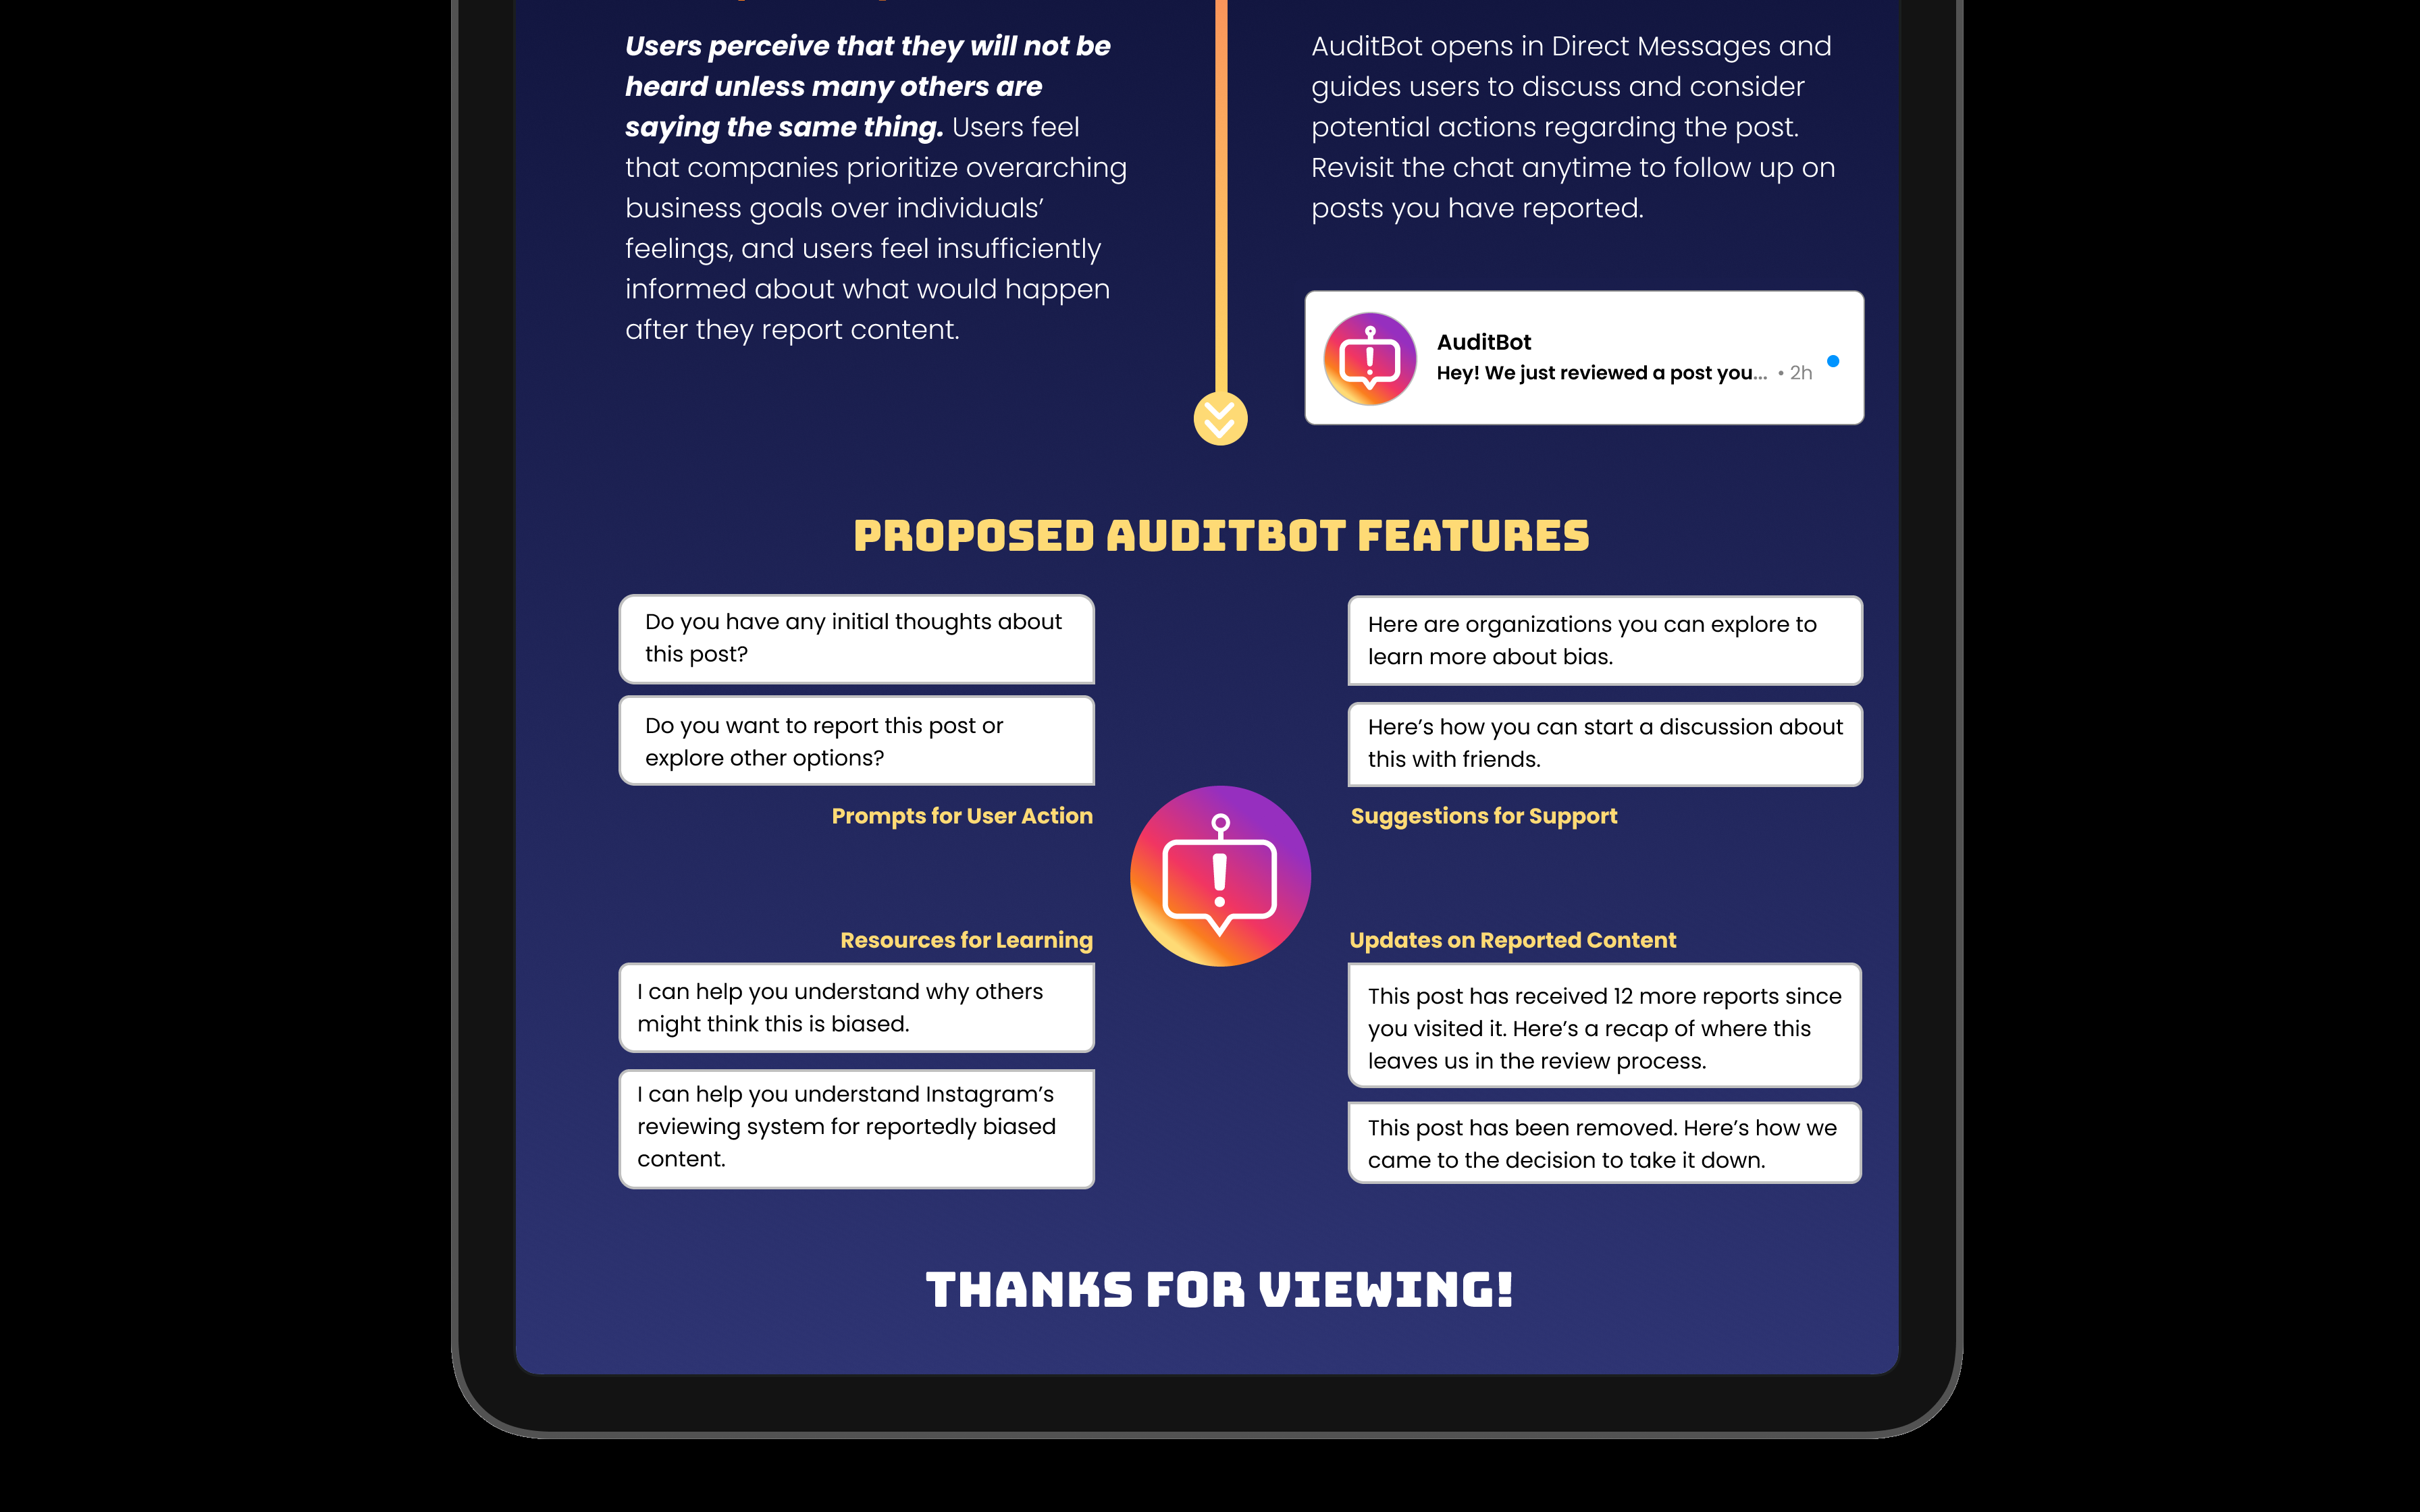 Users perceive that they will not be
heard unless many others are
saying the same thing. Users feel
that companies prioritize overarching
business goals over individuals’
feelings, and users feel insufficiently
informed about what would happen
after they report content.
AuditBot opens in Direct Messages and
guides users to discuss and consider
potential actions regarding the post.
Revisit the chat anytime to follow up on
posts you have reported.
AuditBot
Hey! We just reviewed a post you... • 2h
PROPOSED AUDITBOT FEATURES
Do you have any initial thoughts about
this post?
Do you want to report this post or
explore other options?
Prompts for User Action
Here are organizations you can explore to
learn more about bias.
Here’s how you can start a discussion about
this with friends.
Suggestions for Support
Resources for Learning
I can help you understand why others
might think this is biased.
I can help you understand Instagram’s
reviewing system for reportedly biased
content.
Updates on Reported Content
This post has received 12 more reports since
you visited it. Here’s a recap of where this
leaves us in the review process.
This post has been removed. Here’s how we
came to the decision to take it down.
THANKS FOR VIEWING!